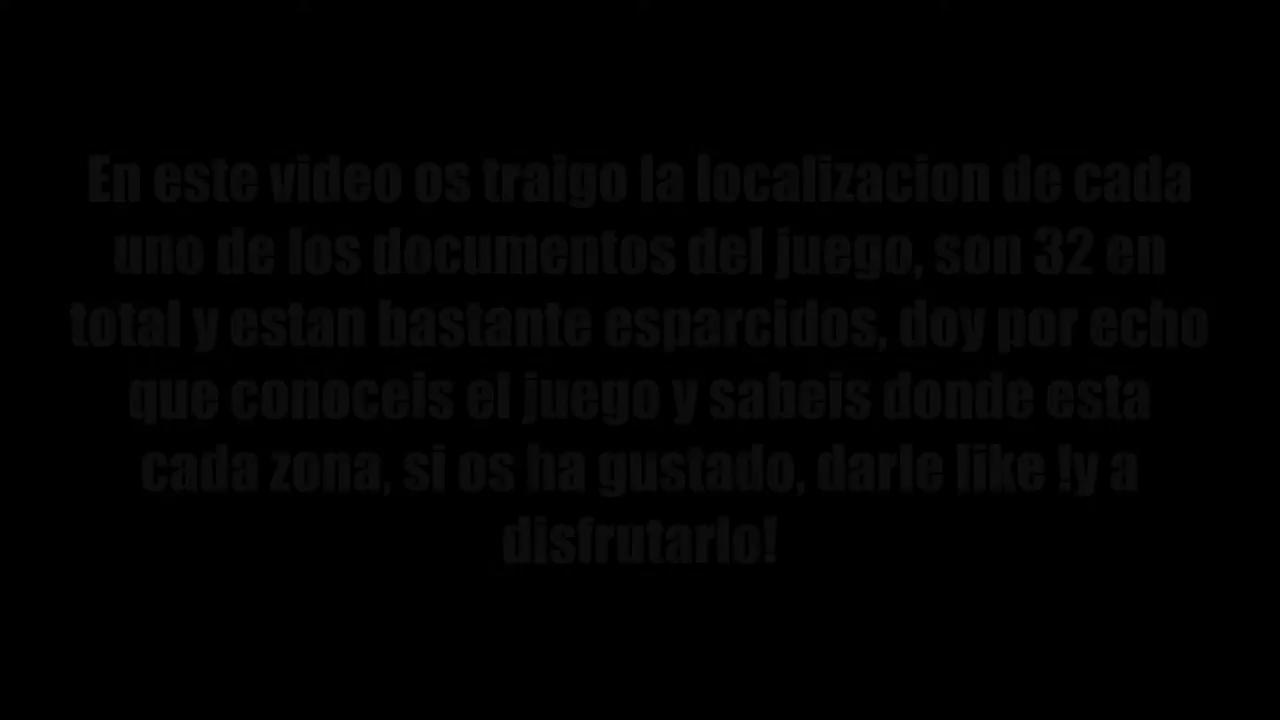 En este video os traigo la localizacion de cada
uno de los documentos del juego, son 32 en
total y estan bastante esparcidos, doy por echo
que conoceis el juego y sabeis donde esta
cada zona, si os ha gustado, darle like !y a
disfrutarlo!